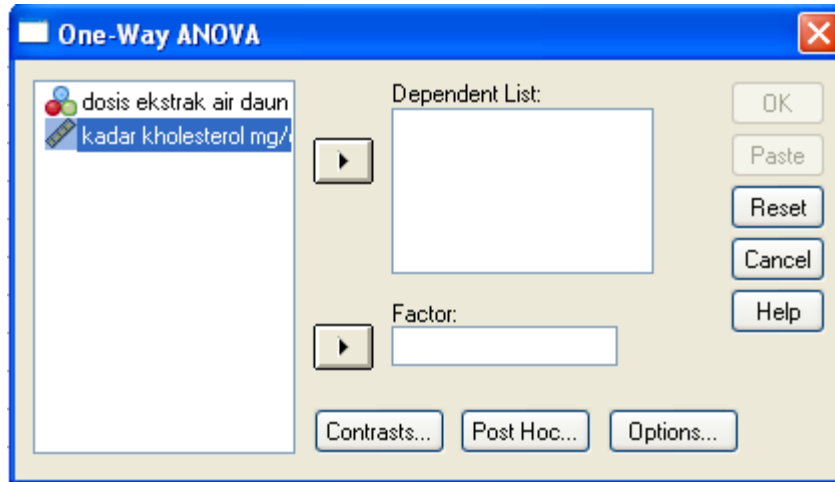 One-Way ANOVA
dosis ekstrak air daun
kadar kholesterol mg/
Dependent List:
Factor:
OK
Paste
Reset
Cancel
Help
Contrasts...
Post Hoc...
Options...